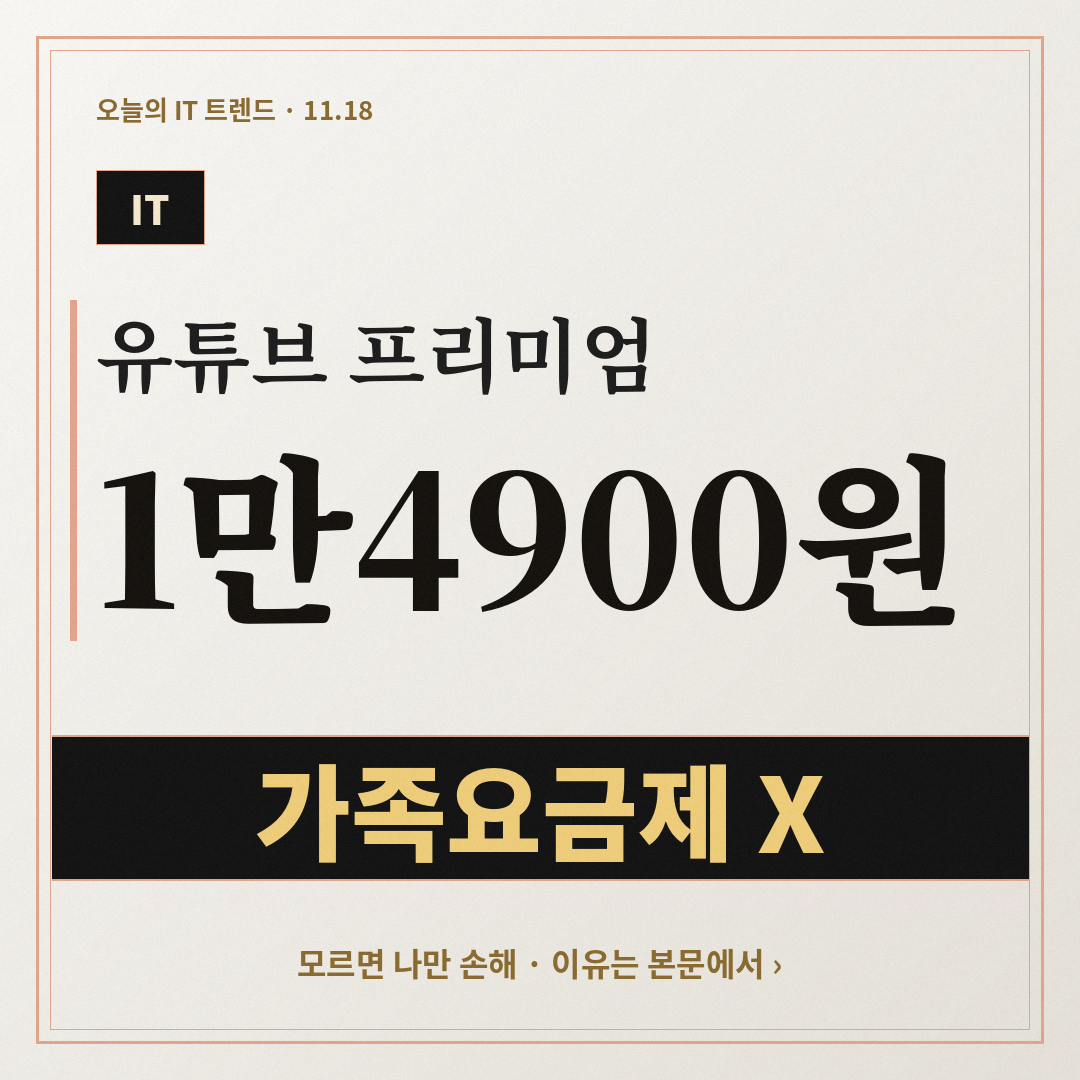 오늘의 IT 트렌드 · 11.18
IT
유튜브 프리미엄
1만4900원
가족요금제 X
모르면 나만 손해 · 이유는 본문에서 ›